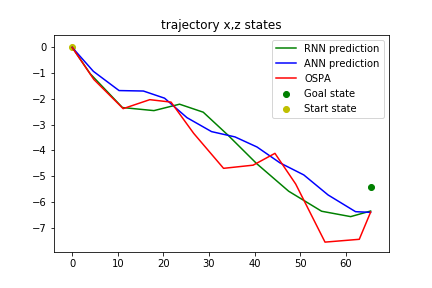 trajectory x,z states
RNN prediction
ANN prediction
OSPA
Goal state
Start state
0
−1
−2
−3
−4
−5
−6
−7
0 10 20 30 40 50 60